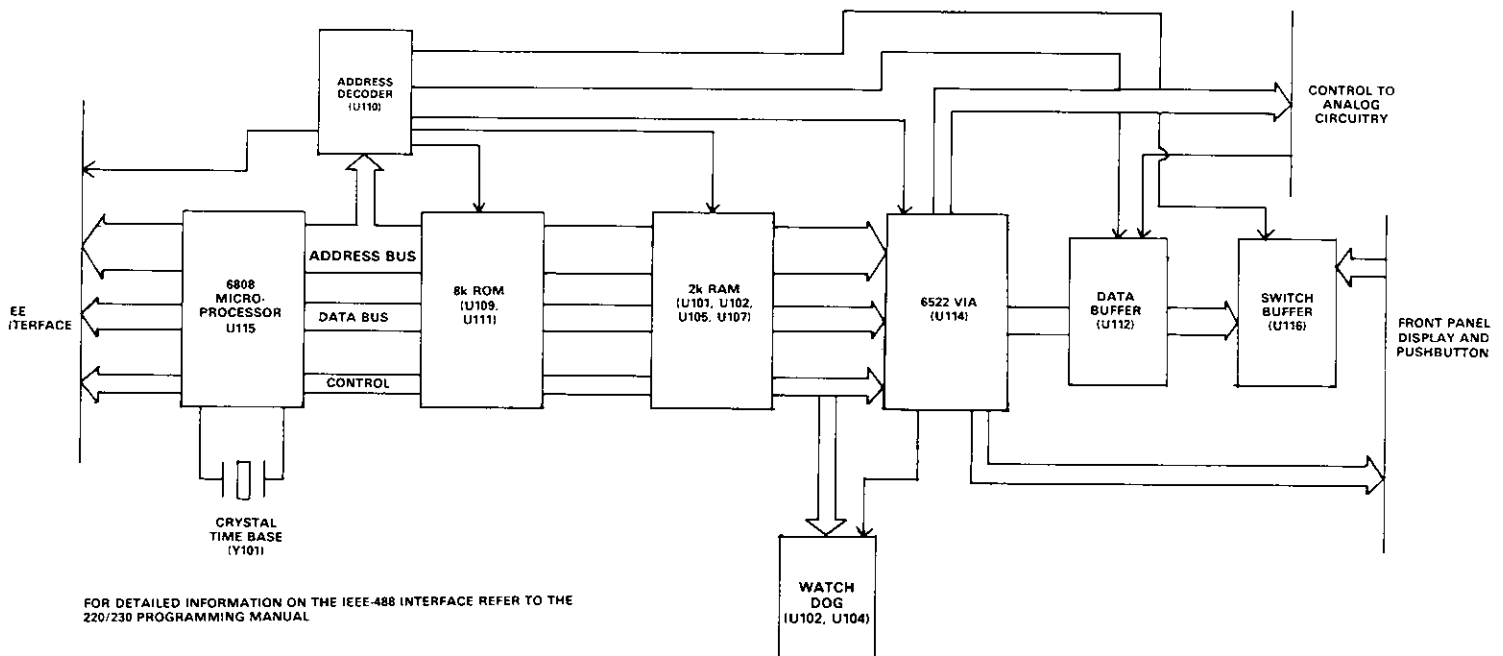 ADDRESS
DECODER
(U110)
CONTROL TO
ANALOG
CIRCUITRY
6808
MICRO-
PROCESSOR
U115
ADDRESS BUS
DATA BUS
CONTROL
8k ROM
(U109,
U111)
2k RAM
(U101, U102,
U105, U107)
6522 VIA
(U114)
DATA
BUFFER
(U112)
SWITCH
BUFFER
(U116)
EE
ITERFACE
FRONT PANEL
DISPLAY AND
PUSHBUTTON
CRYSTAL
TIME BASE
(Y101)
WATCH
DOG
(U102, U104)
FOR DETAILED INFORMATION ON THE IEEE-488 INTERFACE REFER TO THE
220/230 PROGRAMMING MANUAL